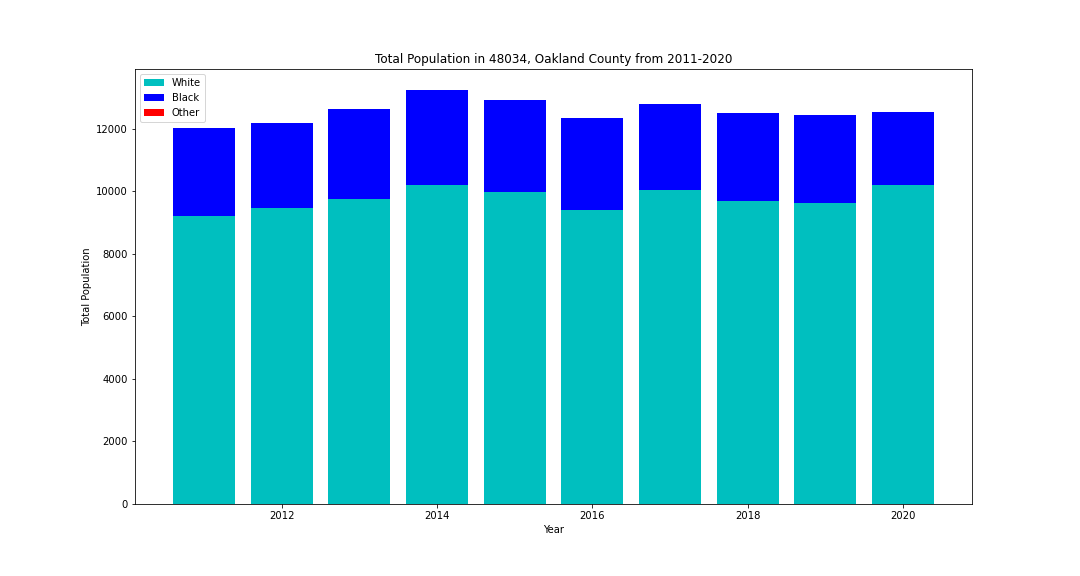 Total Population in 48034, Oakland County from 2011-2020
White
Black
Other
12000
10000
8000
6000
4000
2000
0
Total Population
2012 2014 2016 2018 2020
Year